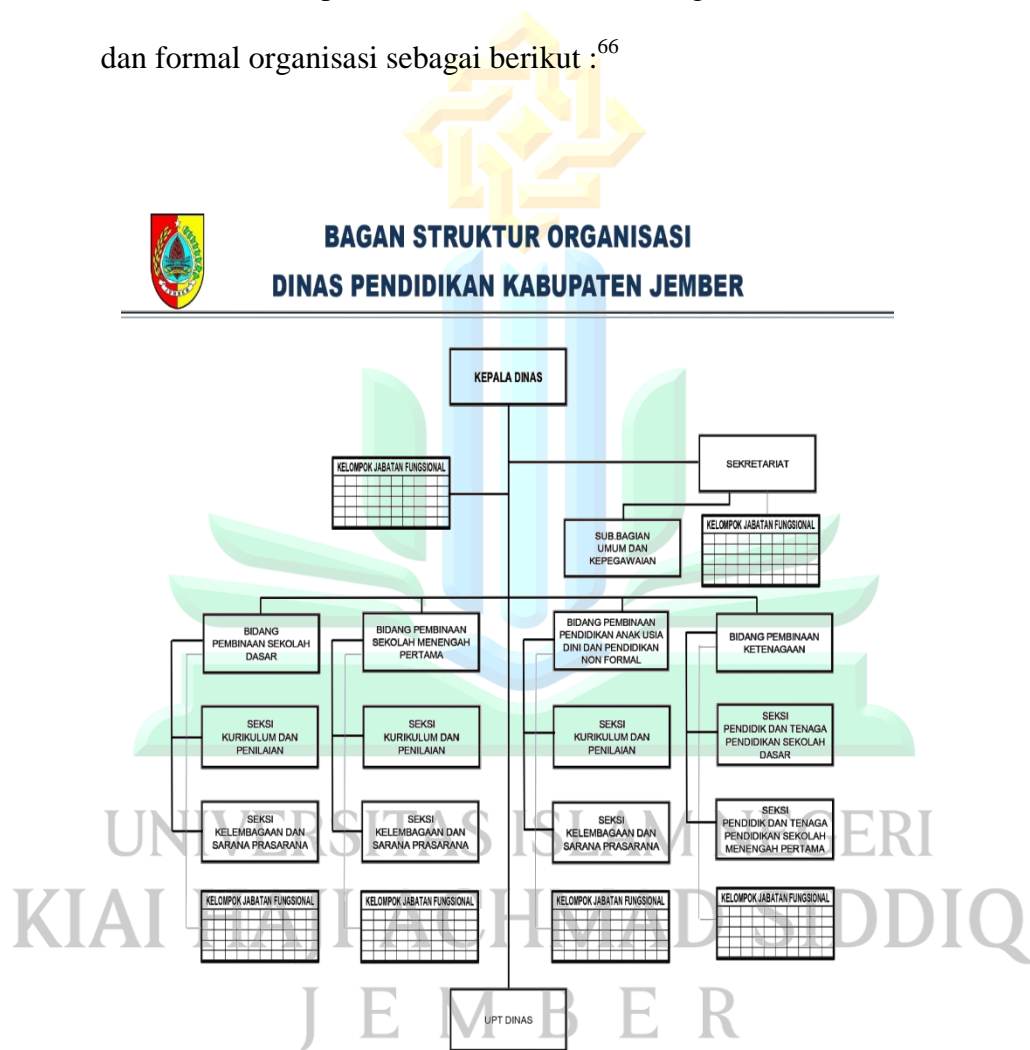 dan formal organisasi sebagai berikut :66
BAGAN STRUKTUR ORGANISASI
DINAS PENDIDIKAN KABUPATEN JEMBER
JEMBER
KEPALA DINAS
SEKRETARIAT
KELOMPOK JABATAN FUNGSIONAL
SUB.BAGIAN
UMUM DAN
KEPEGAWAIAN
KELOMPOK JABATAN FUNGSIONAL
BIDANG
PEMBINAAN SEKOLAH
DASAR
BIDANG PEMBINAAN
SEKOLAH MENENGAH
PERTAMA
BIDANG PEMBINAAN
PENDIDIKAN ANAK USIA
DINI DAN PENDIDIKAN
NON FORMAL
BIDANG PEMBINAAN
KETENAGAAN
SEKSI
KURIKULUM DAN
PENILAIAN
SEKSI
KURIKULUM DAN
PENILAIAN
SEKSI
KURIKULUM DAN
PENILAIAN
SEKSI
PENDIDIK DAN TENAGA
PENDIDIKAN SEKOLAH
DASAR
SEKSI
KELEMBAGAAN DAN
SARANA PRASARANA
SEKSI
KELEMBAGAAN DAN
SARANA PRASARANA
SEKSI
KELEMBAGAAN DAN
SARANA PRASARANA
SEKSI
PENDIDIK DAN TENAGA
PENDIDIKAN SEKOLAH
MENENGAH PERTAMA
KELOMPOK JABATAN FUNGSIONAL
KELOMPOK JABATAN FUNGSIONAL
KELOMPOK JABATAN FUNGSIONAL
KELOMPOK JABATAN FUNGSIONAL
UPT DINAS
UNIVERSITAS ISLAM NEGERI
KIAI HAJI ACHMAD SIDDIQ
JEMBER